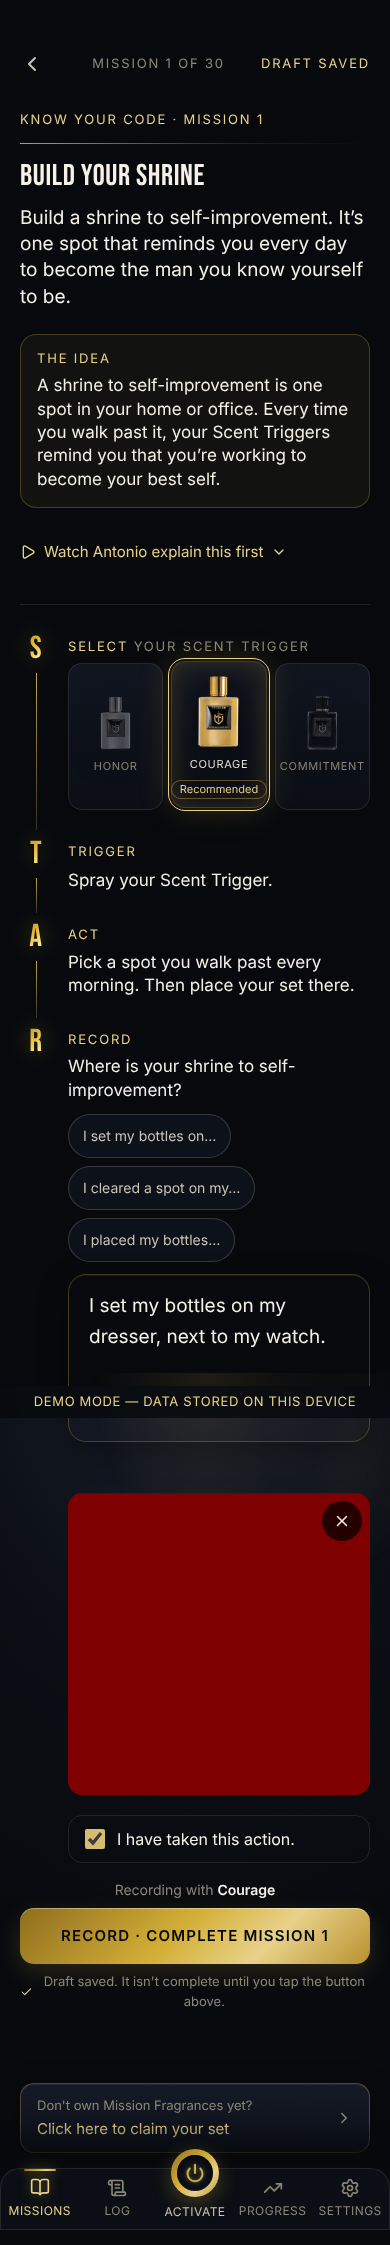 MISSION 1 OF 30 DRAFT SAVED
KNOW YOUR CODE · MISSION 1
BUILD YOUR SHRINE
Build a shrine to self-improvement. It’s
one spot that reminds you every day
to become the man you know yourself
to be.
THE IDEA
A shrine to self-improvement is one
spot in your home or office. Every time
you walk past it, your Scent Triggers
remind you that you’re working to
become your best self.
Watch Antonio explain this first
S SELECT YOUR SCENT TRIGGER
HONOR COURAGE COMMITMENT
Recommended
T TRIGGER
Spray your Scent Trigger.
A ACT
Pick a spot you walk past every
morning. Then place your set there.
R RECORD
Where is your shrine to self-
improvement?
I set my bottles on...
I cleared a spot on my...
I placed my bottles...
I set my bottles on my
dresser, next to my watch.
DEMO MODE — DATA STORED ON THIS DEVICE
I have taken this action.
Recording with Courage
RECORD · COMPLETE MISSION 1
Draft saved. It isn't complete until you tap the button
above.
Don't own Mission Fragrances yet?
Click here to claim your set
MISSIONS LOG ACTIVATE PROGRESS SETTINGS